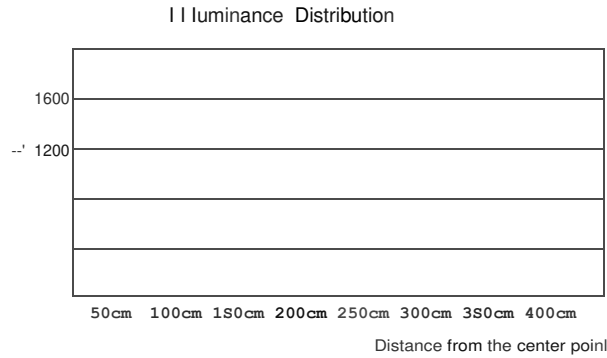 I I luminance Distribution
1600
--' 1200
50cm 100cm 1S0cm 200cm 250cm 300cm 3S0cm 400cm
Distance from the center poinl